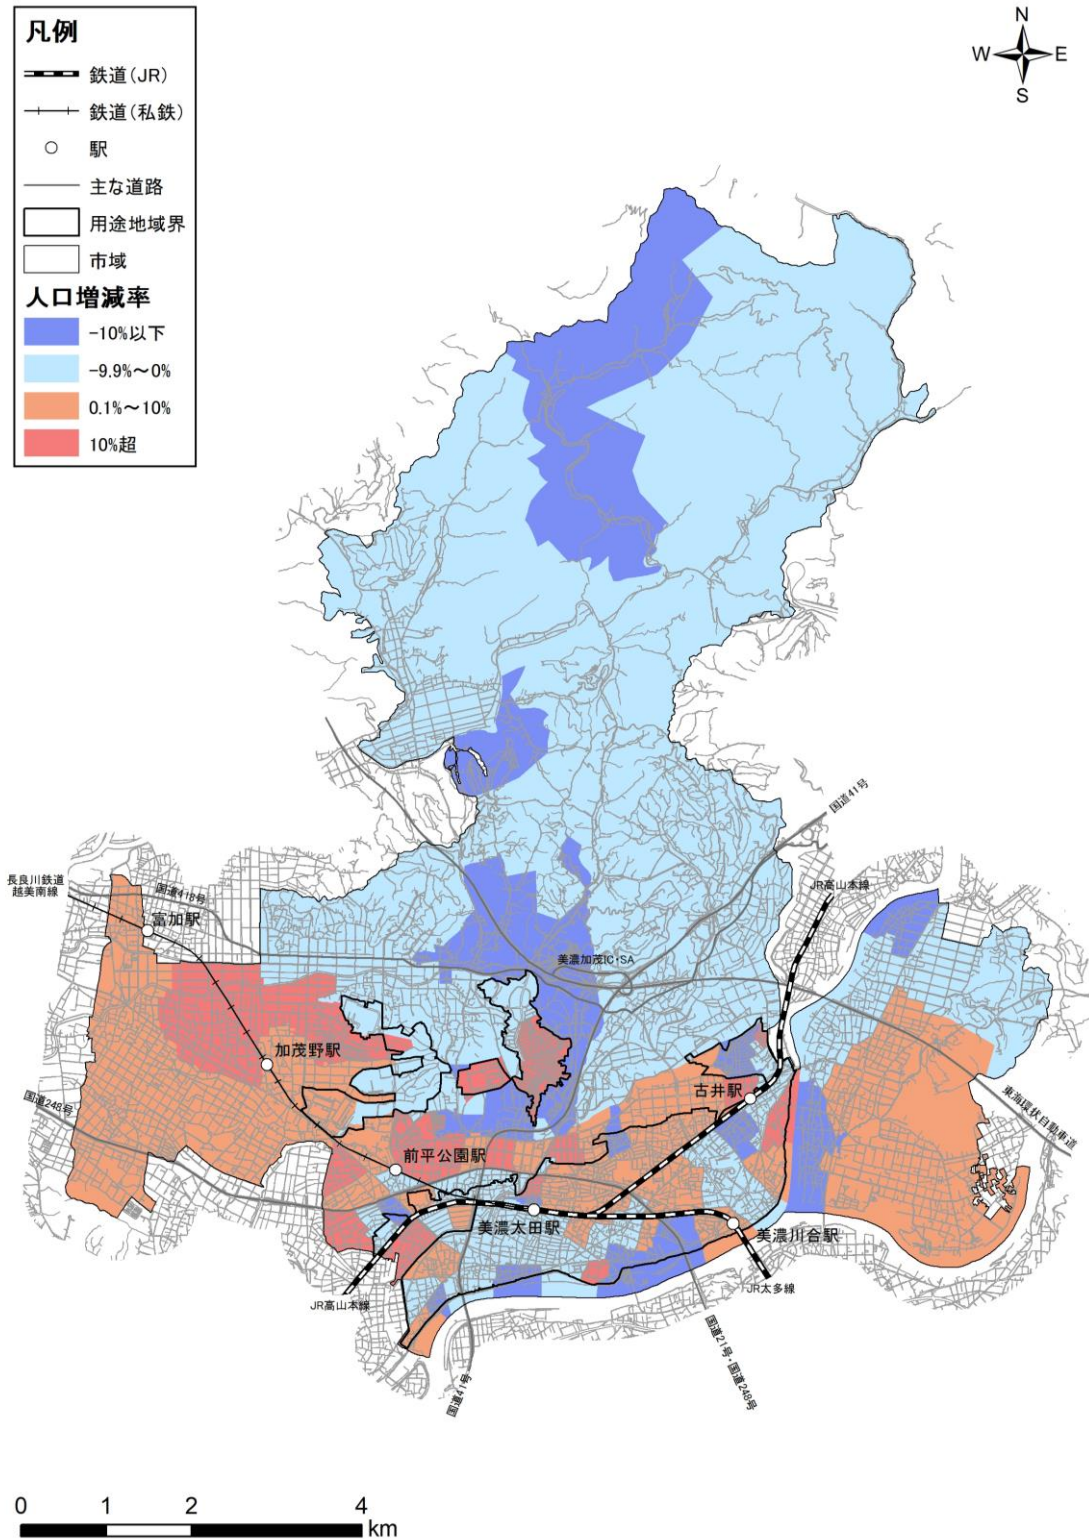 凡例
鉄道(JR)
鉄道(私鉄)
駅
主な道路
用途地域界
市域
人口増減率
-10%以下
-9.9%～0%
0.1%～10%
10%超
N
W E
S
国道41号
長良川鉄道
越美南線
国道418号
JR高山本線
富加駅
美濃加茂IC・SA
加茂野駅
古井駅
国道248号
東海環状自動車道
前平公園駅
美濃太田駅
美濃川合駅
JR高山本線
JR太多線
国道41号
国道21号・国道248号
0 1 2 4
km